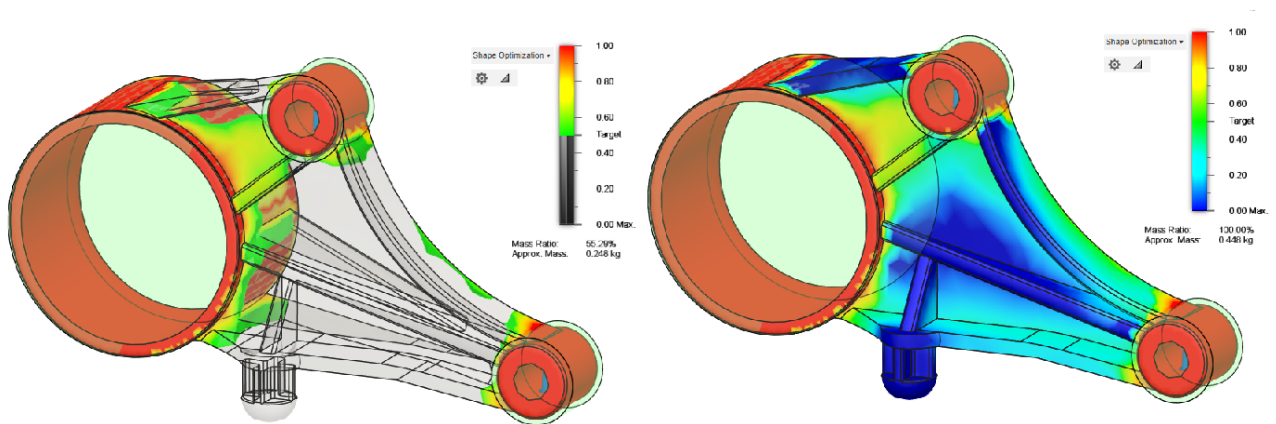 Shape Optimization
1.00
0.80
0.60
Target
0.40
0.20
0.00 Max.
Mass Ratio: 55.29%
Approx. Mass: 0.248 kg
Shape Optimization
1.00
0.80
0.60
Target
0.40
0.20
0.00 Max.
Mass Ratio: 100.00%
Approx. Mass: 0.448 kg